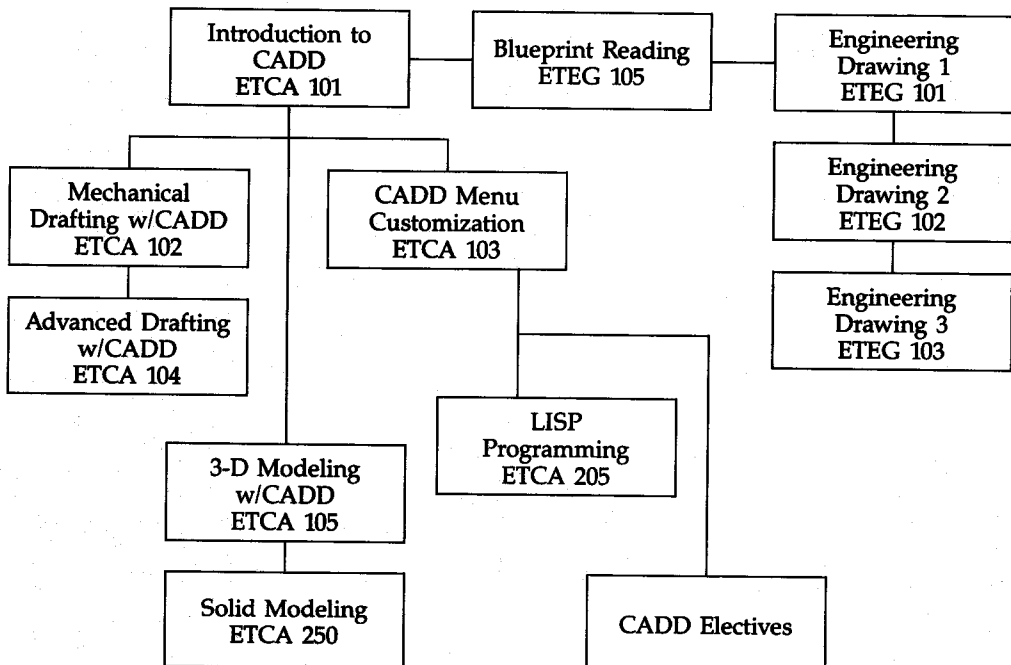 Introduction to
CADD
ETCA 101
Blueprint Reading
ETEG 105
Engineering
Drawing 1
ETEG 101
Mechanical
Drafting w/CADD
ETCA 102
CADD Menu
Customization
ETCA 103
Engineering
Drawing 2
ETEG 102
Advanced Drafting
w/CADD
ETCA 104
Engineering
Drawing 3
ETEG 103
LISP
Programming
ETCA 205
3-D Modeling
w/CADD
ETCA 105
Solid Modeling
ETCA 250
CADD Electives